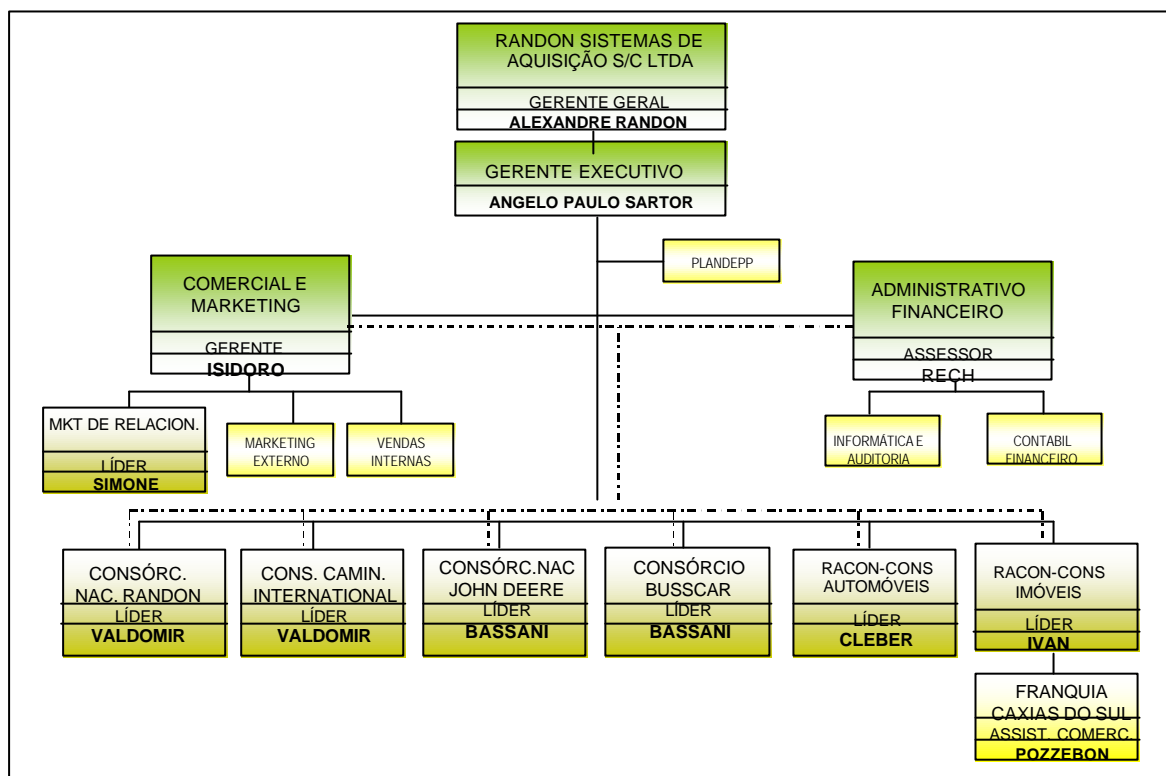 RANDON SISTEMAS DE
AQUISIÇÃO S/C LTDA
GERENTE GERAL
ALEXANDRE RANDON
GERENTE EXECUTIVO
ANGELO PAULO SARTOR
PLANDEPP
COMERCIAL E
MARKETING
GERENTE
ISIDORO
ADMINISTRATIVO
FINANCEIRO
ASSESSOR
RECH
MKT DE RELACION.
LÍDER
SIMONE
MARKETING
EXTERNO
VENDAS
INTERNAS
INFORMÁTICA E
AUDITORIA
CONTABIL
FINANCEIRO
CONSÓRC.
NAC. RANDON
LÍDER
VALDOMIR
CONS. CAMIN.
INTERNATIONAL
LÍDER
VALDOMIR
CONSÓRC.NAC
JOHN DEERE
LÍDER
BASSANI
CONSÓRCIO
BUSSCAR
LÍDER
BASSANI
RACON-CONS
AUTOMÓVEIS
LÍDER
CLEBER
RACON-CONS
IMÓVEIS
LÍDER
IVAN
FRANQUIA
CAXIAS DO SUL
ASSIST. COMERC.
POZZEBON